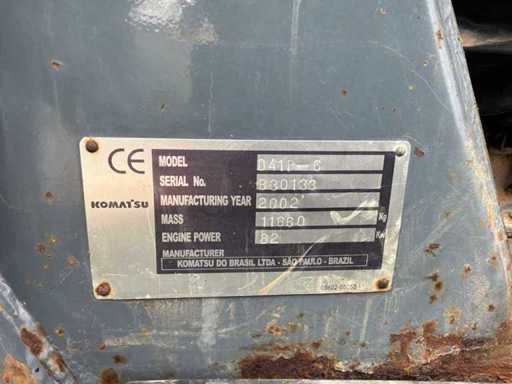 CE
KOMATSU
MODEL D41P-6
SERIAL No. B30133
MANUFACTURING YEAR 2002
MASS 11660 Kg
ENGINE POWER 82 Kw
MANUFACTURER
KOMATSU DO BRASIL LTDA - SÃO PAULO - BRAZIL